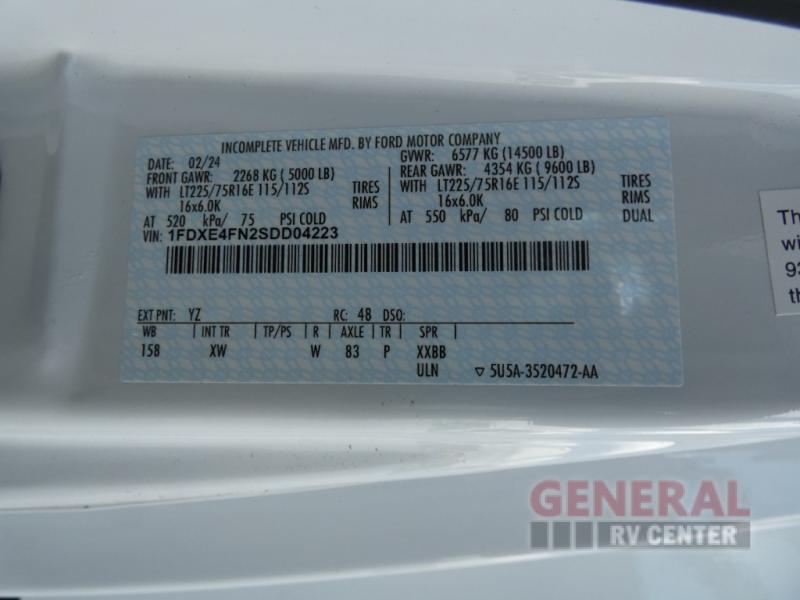 INCOMPLETE VEHICLE MFD. BY FORD MOTOR COMPANY
DATE: 02/24 GVWR: 6577 KG (14500 LB)
FRONT GAWR: 2268 KG ( 5000 LB) REAR GAWR: 4354 KG ( 9600 LB)
WITH LT225/75R16E 115/112S TIRES WITH LT225/75R16E 115/112S TIRES
16x6.0K RIMS 16x6.0K RIMS
AT 520 kPa/ 75 PSI COLD AT 550 kPa/ 80 PSI COLD DUAL
VIN: 1FDXE4FN2SDD04223
EXT PNT: YZ RC: 48 DSO:
WB INT TR TP/PS R AXLE TR SPR
158 XW W 83 P XXBB
ULN ▽ 5U5A-3520472-AA
GENERAL
RV CENTER